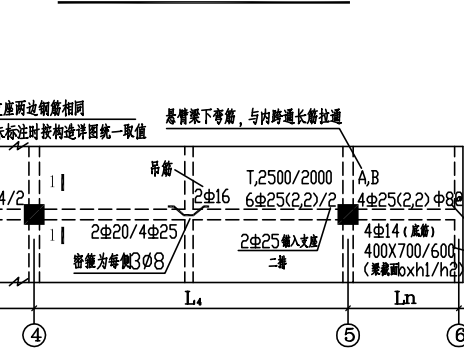 座两边钢筋相同
标注时按构造详图统一取值
悬臂梁下弯筋，与内跨通长筋拉通
吊筋
T,2500/2000
A,B
4/2
1
2Φ16
6Φ25(2,2)/2
4Φ25(2,2)
1
2Φ20/4Φ25
2Φ25锚入支座
二排
4Φ14(底筋)
密箍为每侧3Ø8
400X700/600
(梁截面bxh1/h2)
L4
Ln
4
5
6